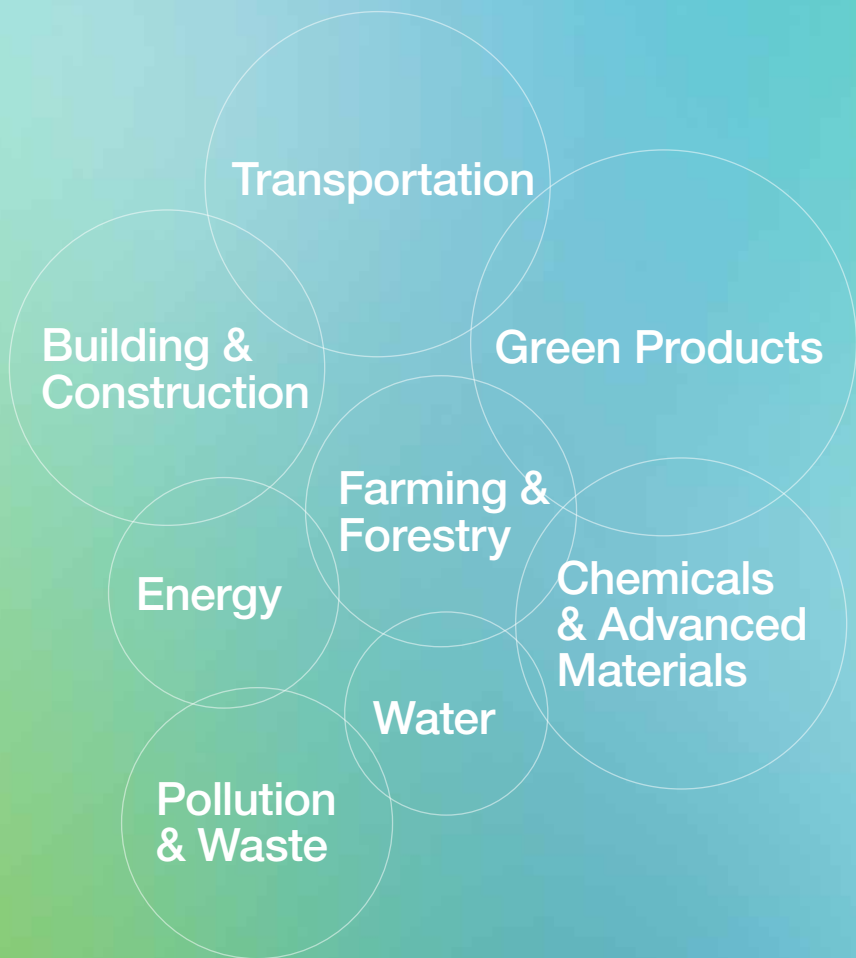 Transportation
Building &
Construction
Green Products
Farming &
Forestry
Energy
Chemicals
& Advanced
Materials
Water
Pollution
& Waste